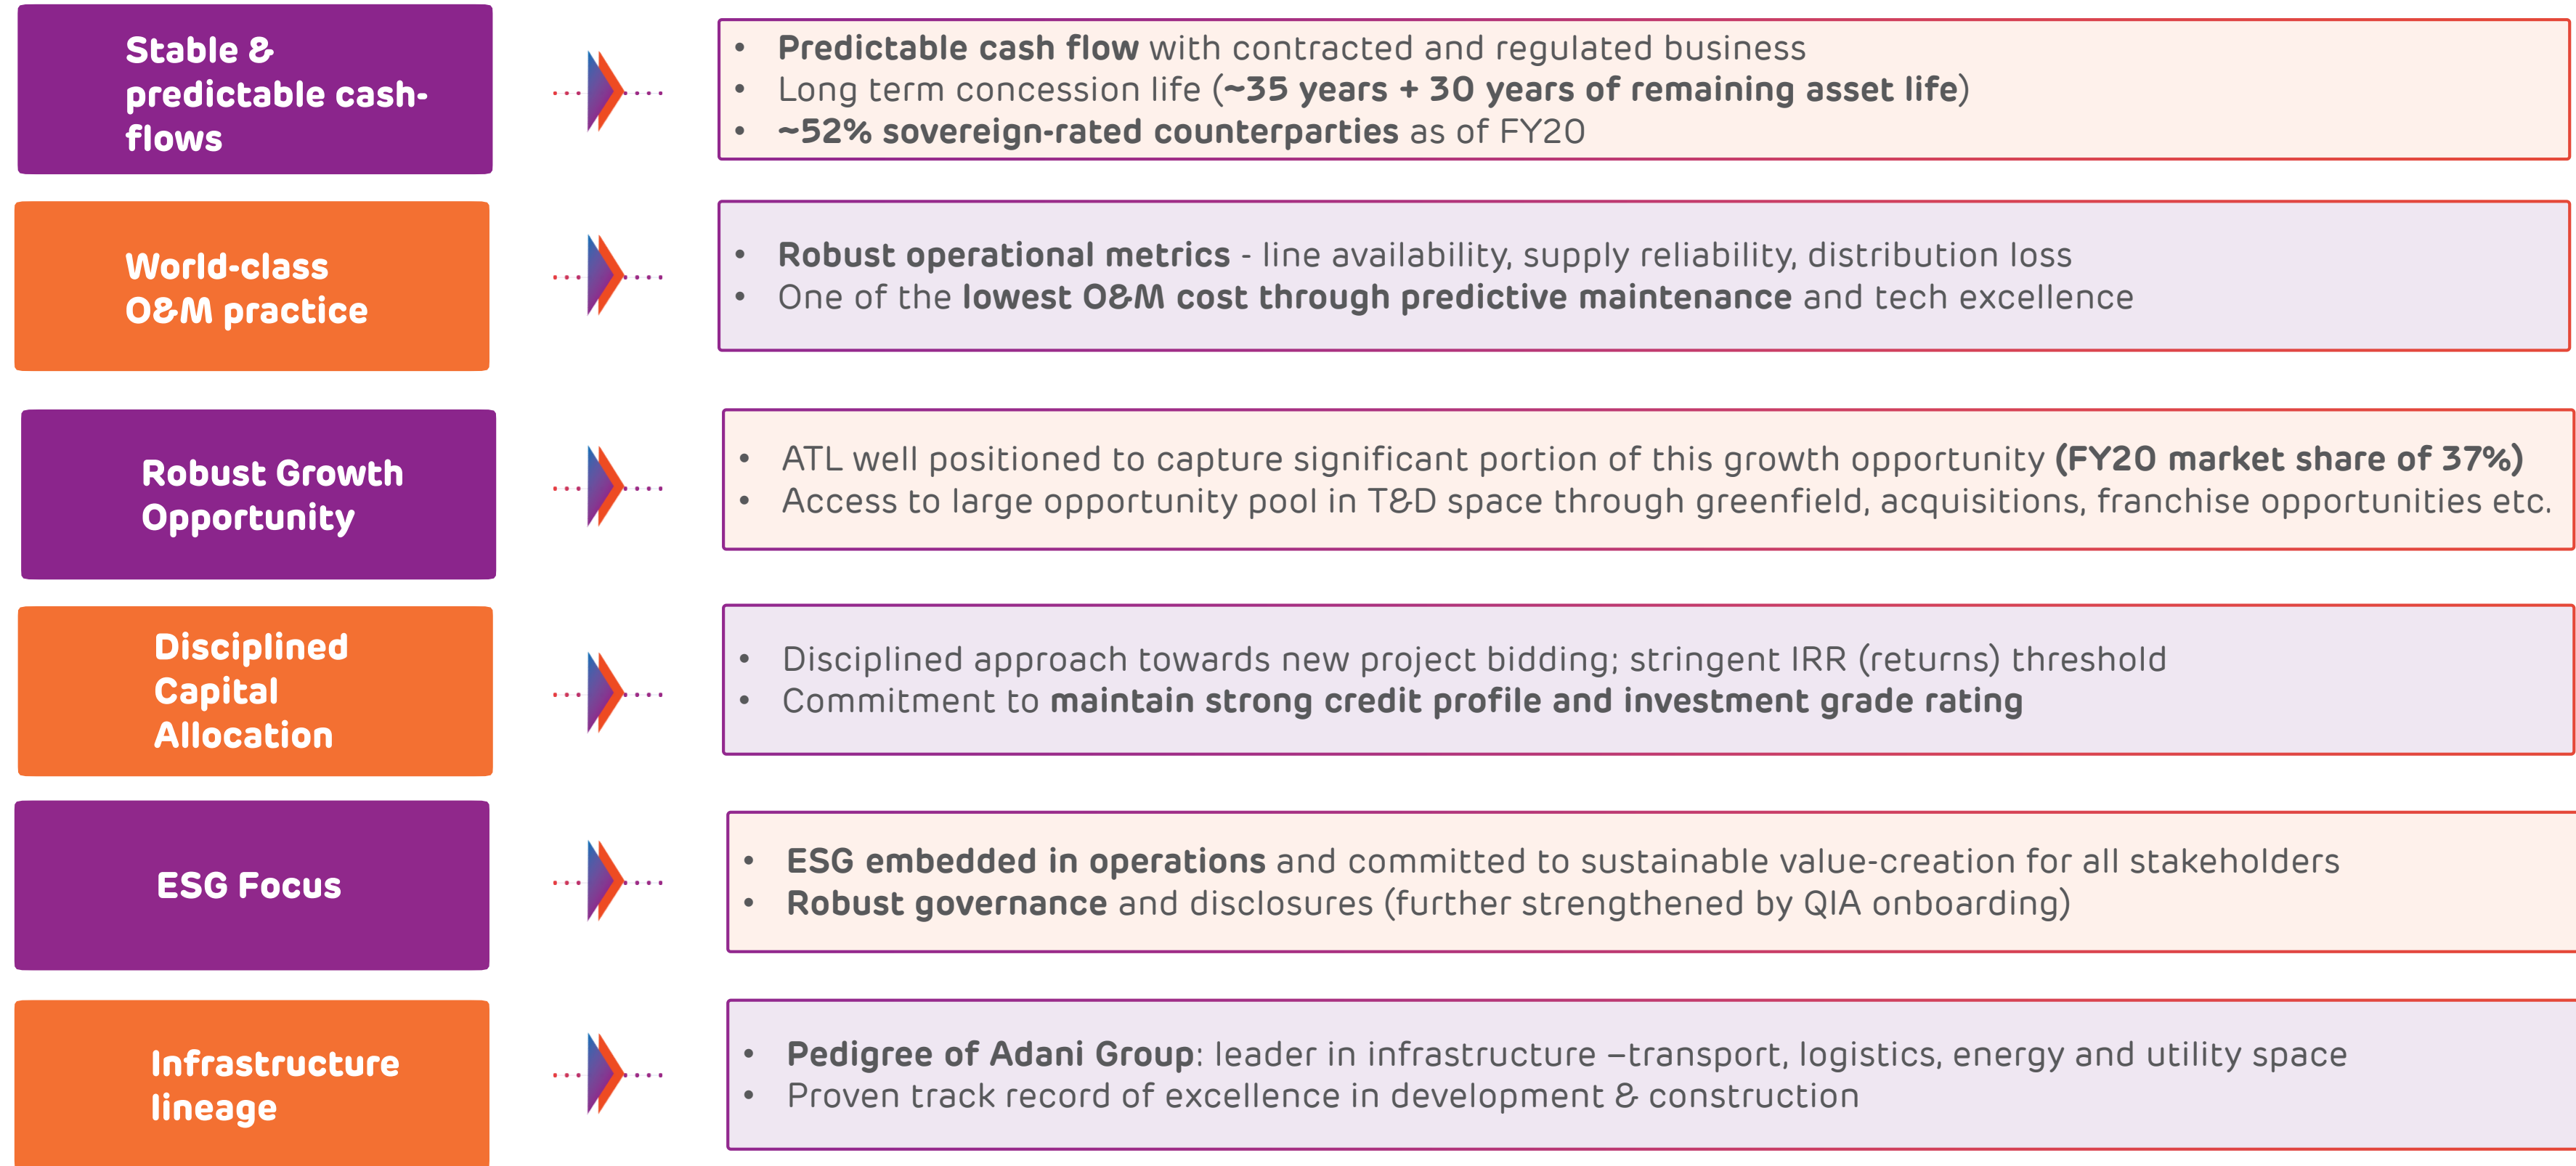 Stable &
predictable cash-
flows
• Predictable cash flow with contracted and regulated business
• Long term concession life (~35 years + 30 years of remaining asset life)
• ~52% sovereign-rated counterparties as of FY20
World-class
O&M practice
• Robust operational metrics - line availability, supply reliability, distribution loss
• One of the lowest O&M cost through predictive maintenance and tech excellence
Robust Growth
Opportunity
• ATL well positioned to capture significant portion of this growth opportunity (FY20 market share of 37%)
• Access to large opportunity pool in T&D space through greenfield, acquisitions, franchise opportunities etc.
Disciplined
Capital
Allocation
• Disciplined approach towards new project bidding; stringent IRR (returns) threshold
• Commitment to maintain strong credit profile and investment grade rating
ESG Focus
• ESG embedded in operations and committed to sustainable value-creation for all stakeholders
• Robust governance and disclosures (further strengthened by QIA onboarding)
Infrastructure
lineage
• Pedigree of Adani Group: leader in infrastructure –transport, logistics, energy and utility space
• Proven track record of excellence in development & construction